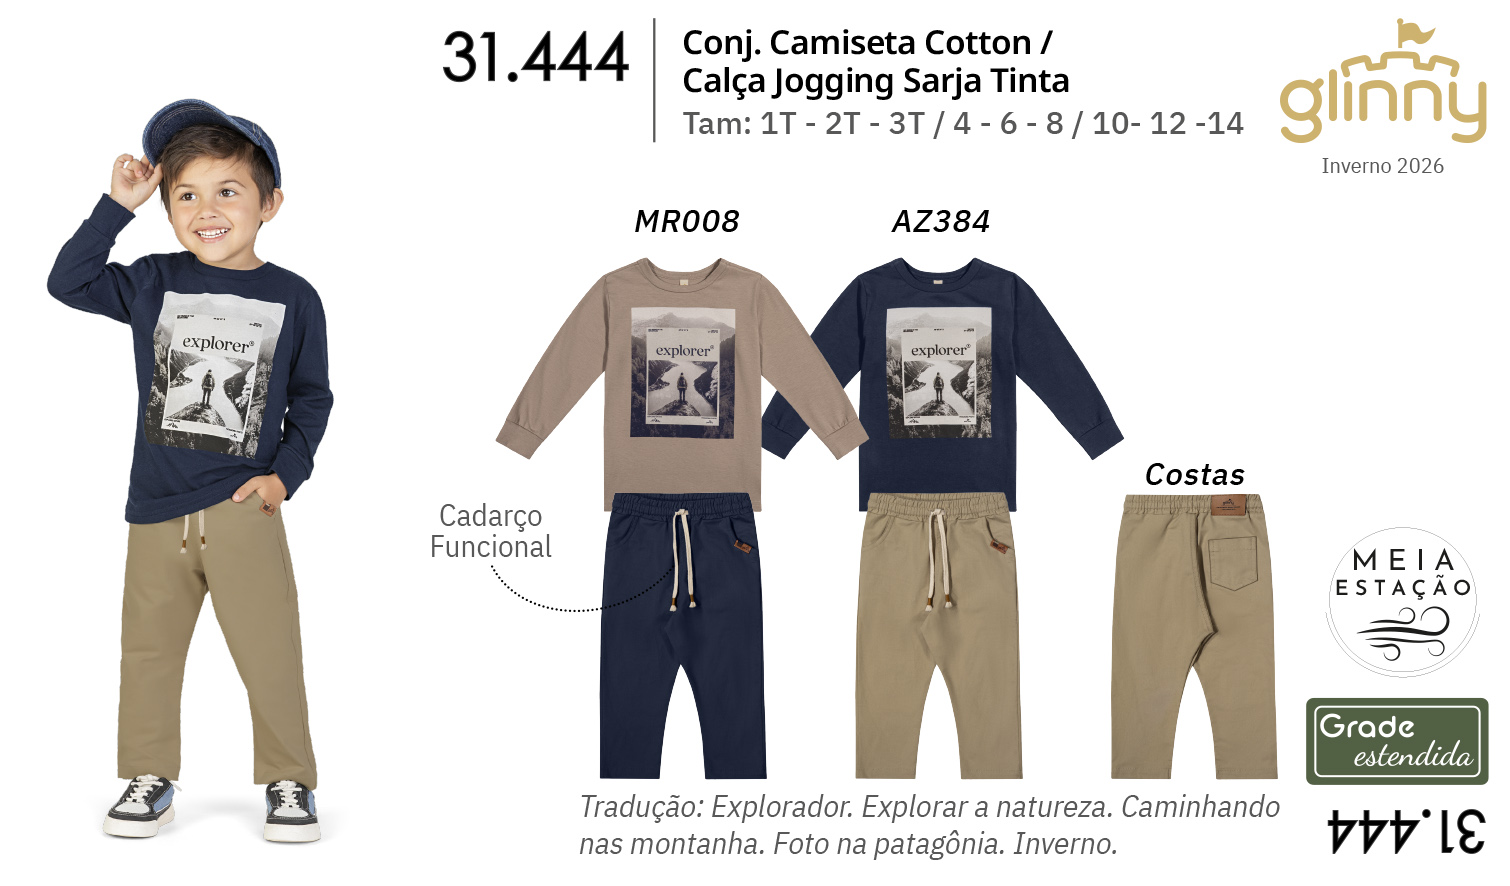 31.444
Conj. Camiseta Cotton /
Calça Jogging Sarja Tinta
Tam: 1T - 2T - 3T / 4 - 6 - 8 / 10- 12 -14
glinny
Inverno 2026
MR008
AZ384
explorer®
explorer®
explorer®
Costas
Cadarço
Funcional
MEIA
ESTAÇÃO
Grade
estendida
Tradução: Explorador. Explorar a natureza. Caminhando
nas montanha. Foto na patagônia. Inverno.
31.444